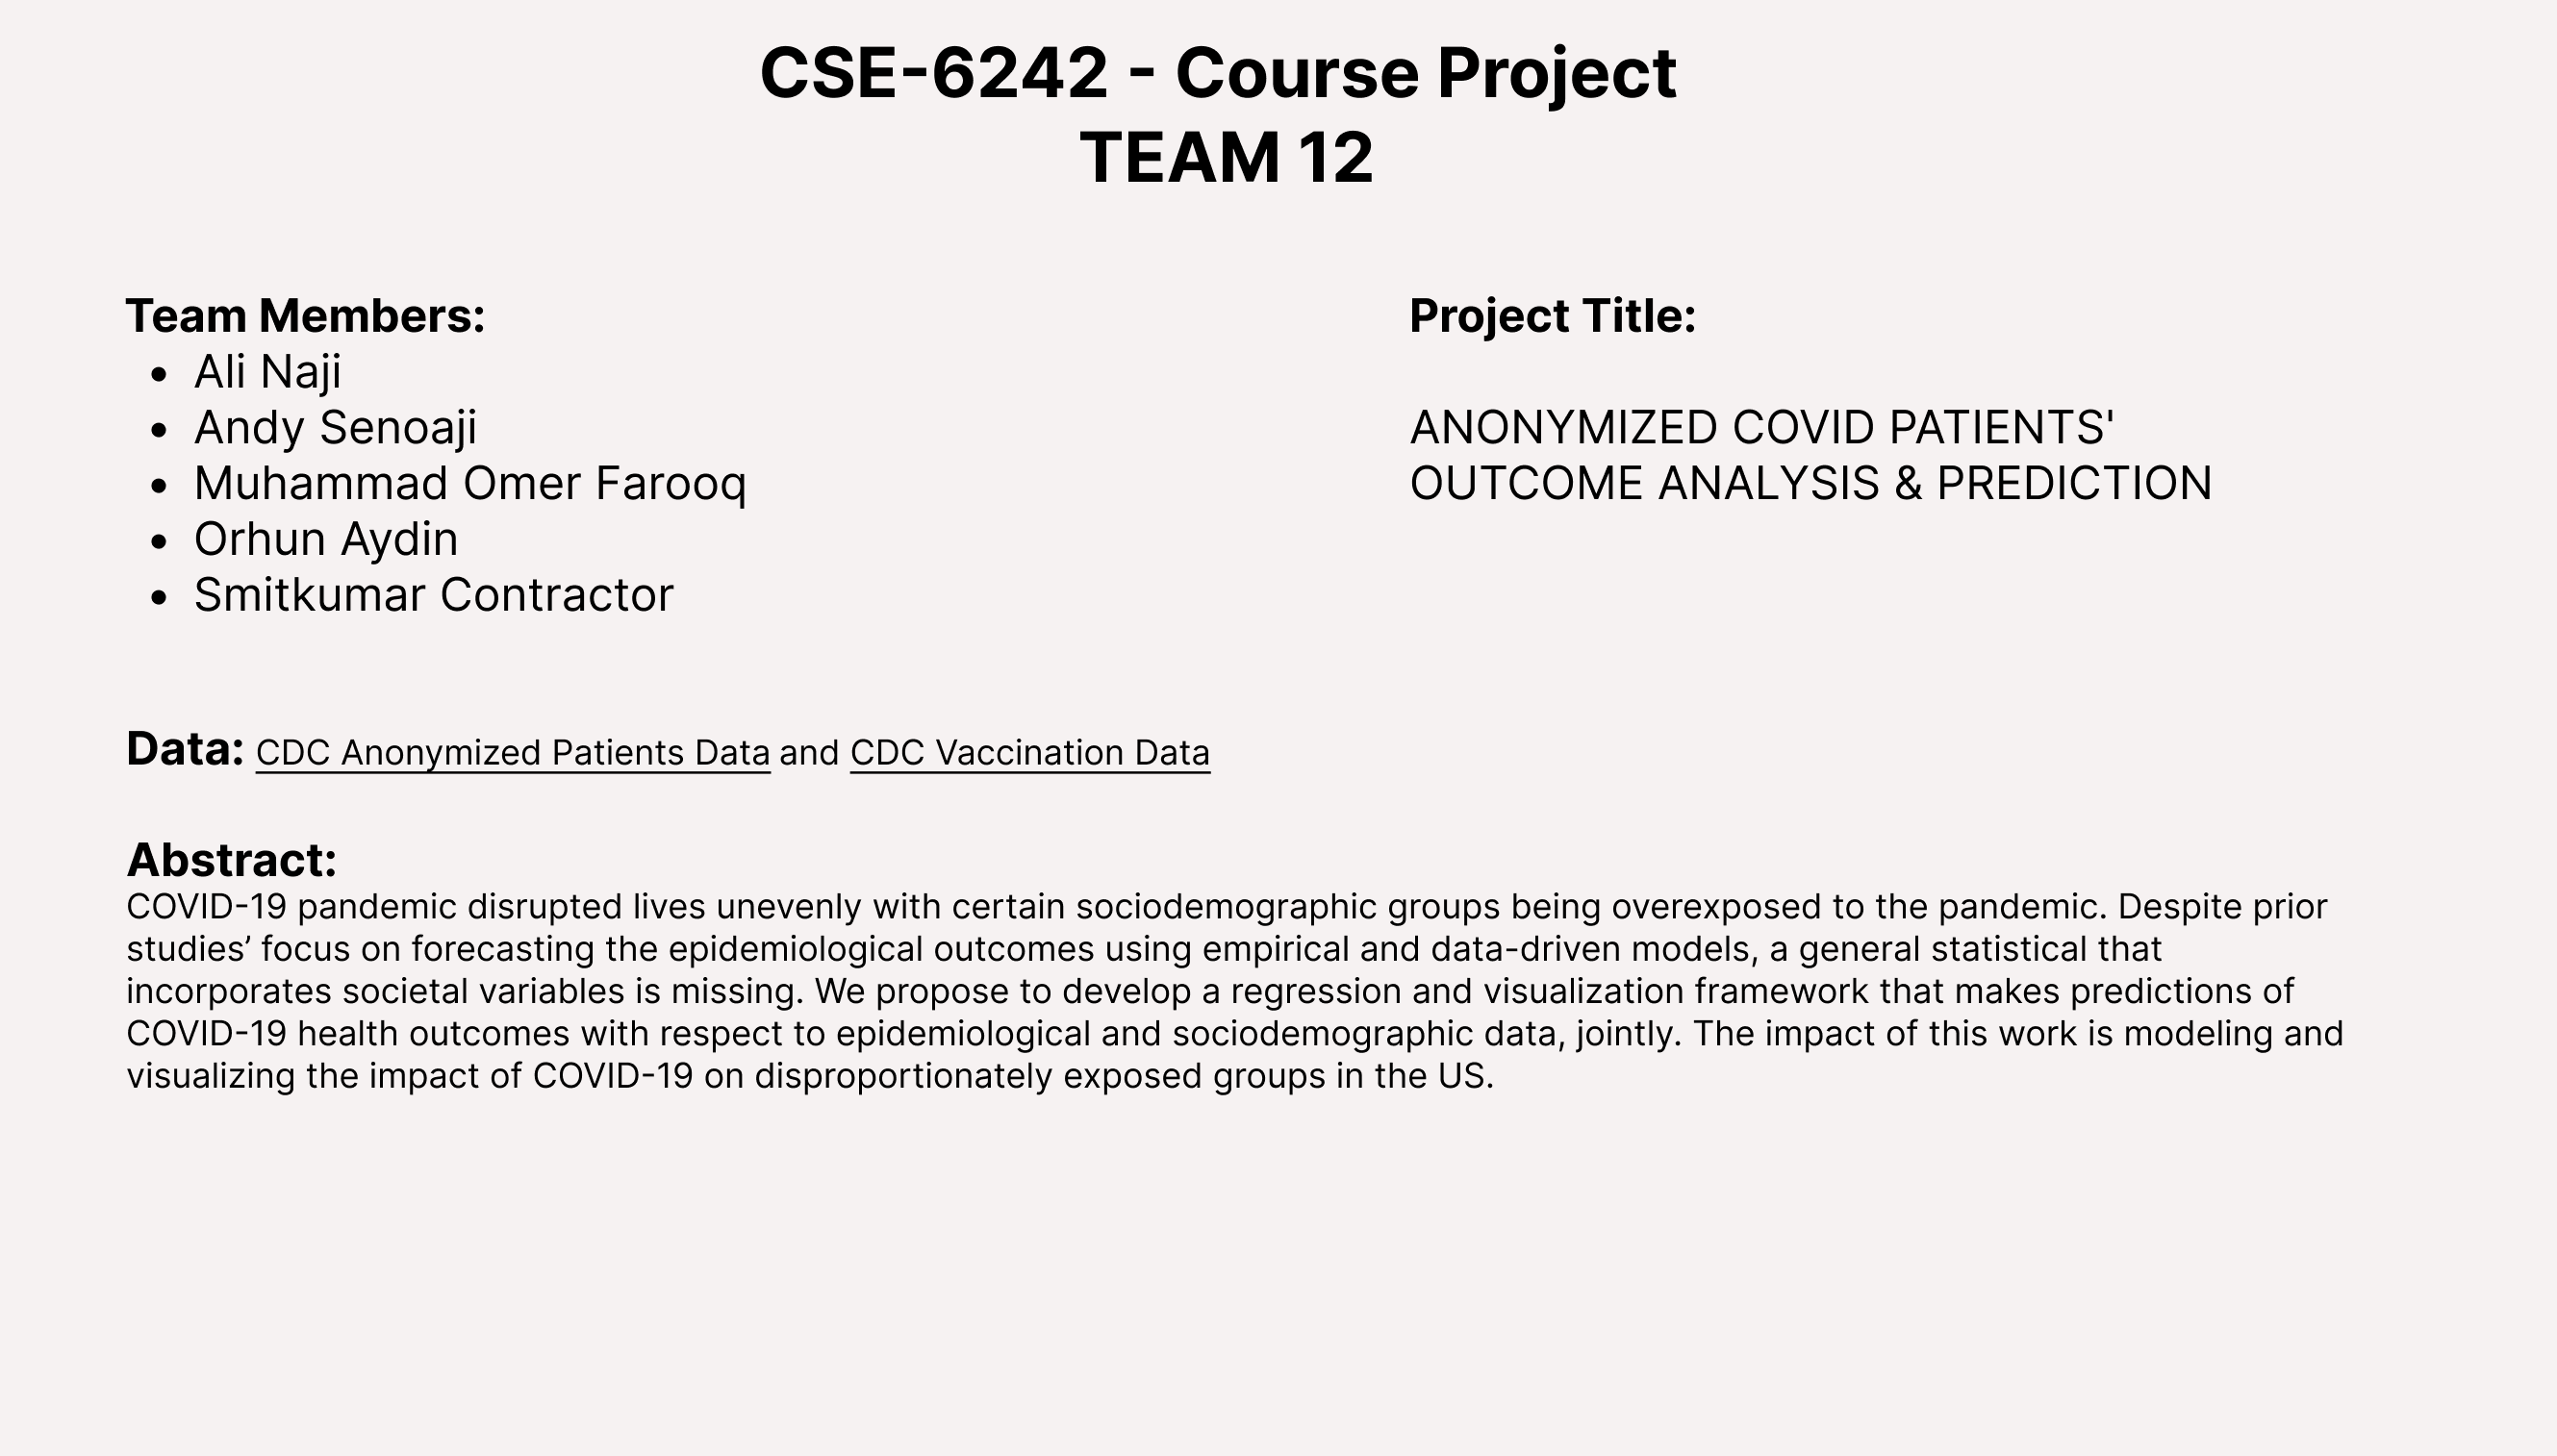 CSE-6242 - Course Project
TEAM 12
Team Members:
• Ali Naji
• Andy Senoaji
• Muhammad Omer Farooq
• Orhun Aydin
• Smitkumar Contractor
Project Title:
ANONYMIZED COVID PATIENTS'
OUTCOME ANALYSIS & PREDICTION
Data: CDC Anonymized Patients Data and CDC Vaccination Data
Abstract:
COVID-19 pandemic disrupted lives unevenly with certain sociodemographic groups being overexposed to the pandemic. Despite prior
studies’ focus on forecasting the epidemiological outcomes using empirical and data-driven models, a general statistical that
incorporates societal variables is missing. We propose to develop a regression and visualization framework that makes predictions of
COVID-19 health outcomes with respect to epidemiological and sociodemographic data, jointly. The impact of this work is modeling and
visualizing the impact of COVID-19 on disproportionately exposed groups in the US.